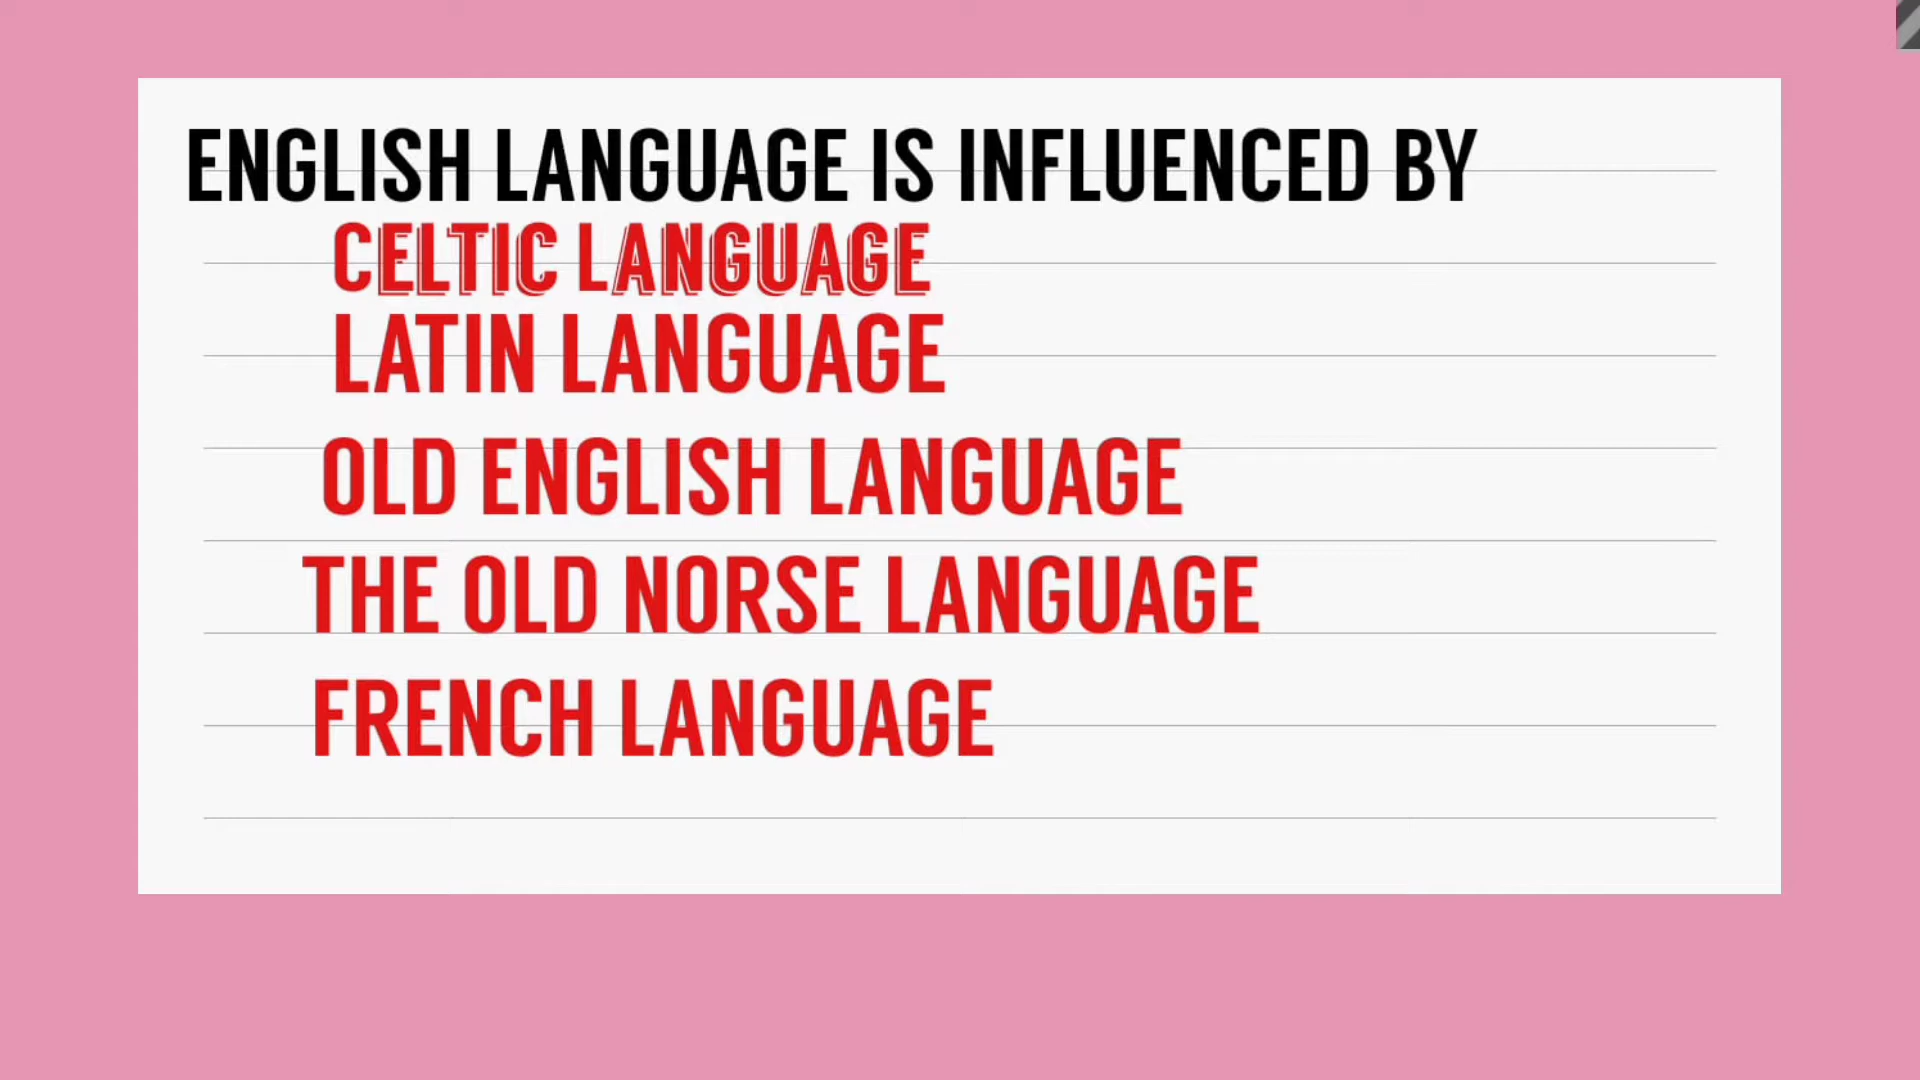 ENGLISH LANGUAGE IS INFLUENCED BY
CELTIC LANGUAGE
LATIN LANGUAGE
OLD ENGLISH LANGUAGE
THE OLD NORSE LANGUAGE
FRENCH LANGUAGE